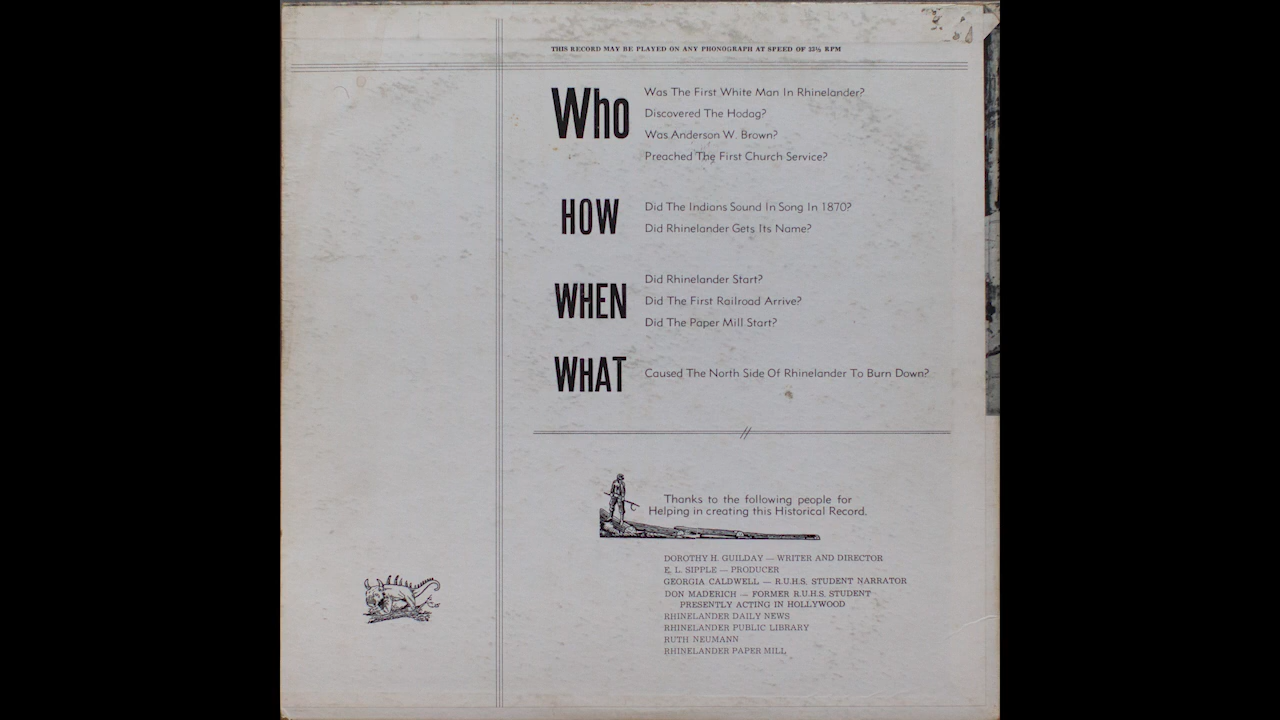 THIS RECORD MAY BE PLAYED ON ANY PHONOGRAPH AT SPEED OF 33⅓ RPM
Who
Was The First White Man In Rhinelander?
Discovered The Hodag?
Was Anderson W. Brown?
Preached The First Church Service?
HOW
Did The Indians Sound In Song In 1870?
Did Rhinelander Gets Its Name?
WHEN
Did Rhinelander Start?
Did The First Railroad Arrive?
Did The Paper Mill Start?
WHAT
Caused The North Side Of Rhinelander To Burn Down?
Thanks to the following people for
Helping in creating this Historical Record.
DOROTHY H. GUILDAY — WRITER AND DIRECTOR
E. L. SIPPLE — PRODUCER
GEORGIA CALDWELL — R.U.H.S. STUDENT NARRATOR
DON MADERICH — FORMER R.U.H.S. STUDENT
PRESENTLY ACTING IN HOLLYWOOD
RHINELANDER DAILY NEWS
RHINELANDER PUBLIC LIBRARY
RUTH NEUMANN
RHINELANDER PAPER MILL